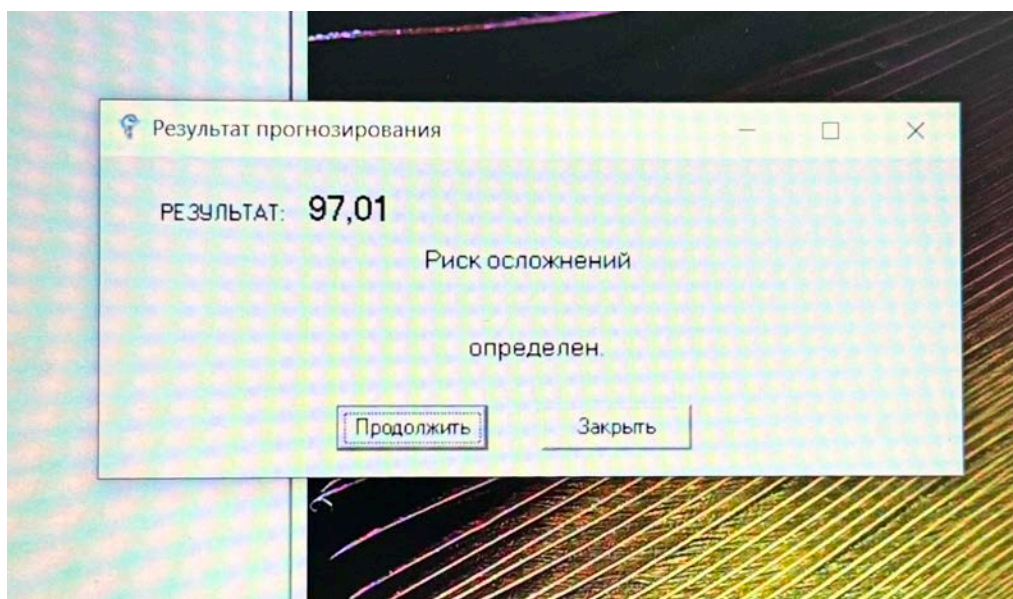 Результат прогнозирования
РЕЗУЛЬТАТ: 97,01
Риск осложнений
определен.
Продолжить Закрыть